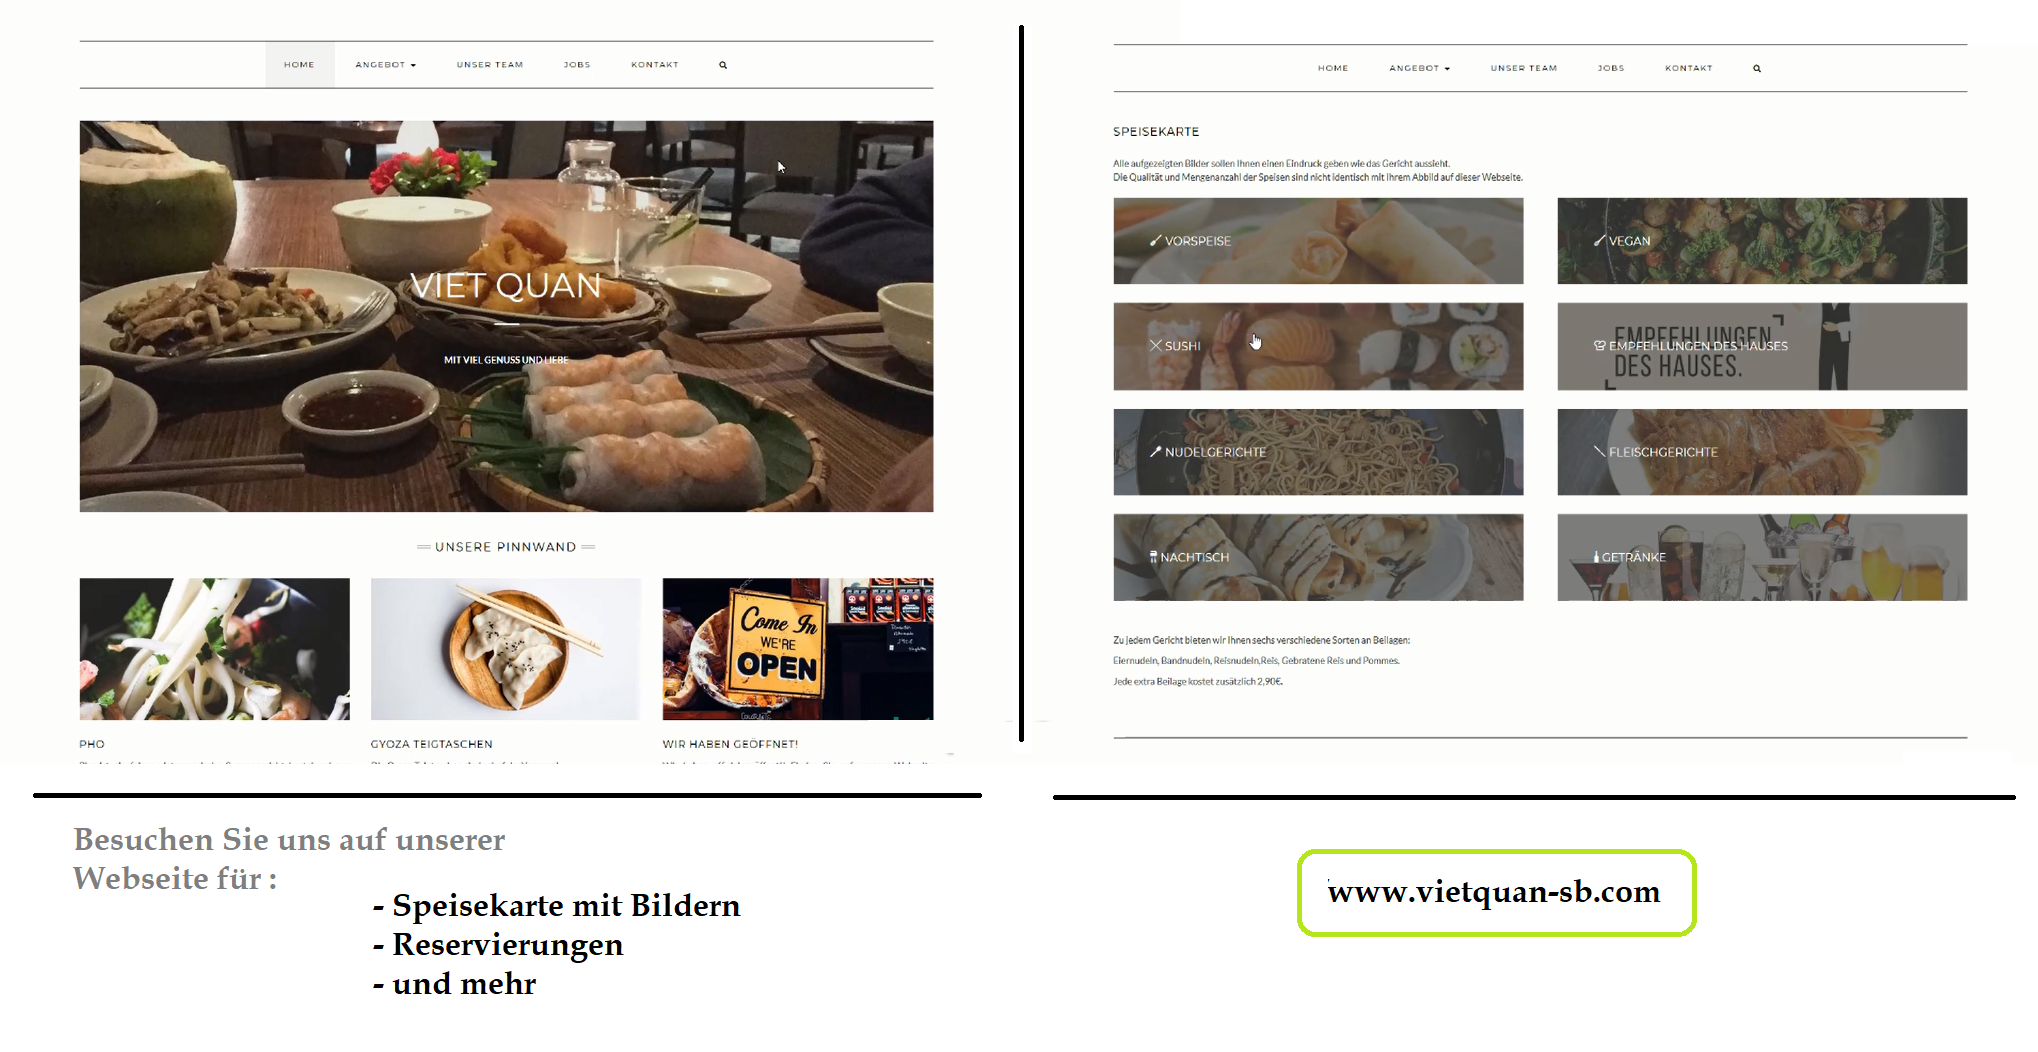 HOME ANGEBOT UNSER TEAM JOBS KONTAKT
VIET QUAN
MIT VIEL GENUSS UND LIEBE
UNSERE PINNWAND
Come In
WE'RE
OPEN
PHO
GYOZA TEIGTASCHEN
WIR HABEN GEÖFFNET!
HOME ANGEBOT UNSER TEAM JOBS KONTAKT
SPEISEKARTE
Alle aufgezeigten Bilder sollen Ihnen einen Eindruck geben wie das Gericht aussieht.
Die Qualität und Mengenanzahl der Speisen sind nicht identisch mit Ihrem Abbild auf dieser Webseite.
VORSPEISE
VEGAN
SUSHI
EMPFEHLUNGEN
EMPFEHLUNGEN DES HAUSES
DES HAUSES.
NUDELGERICHTE
FLEISCHGERICHTE
NACHTISCH
GETRÄNKE
Zu jedem Gericht bieten wir Ihnen sechs verschiedene Sorten an Beilagen:
Eiernudeln, Bandnudeln, Reisnudeln,Reis, Gebratene Reis und Pommes.
Jede extra Beilage kostet zusätzlich 2,90€.
Besuchen Sie uns auf unserer
Webseite für :
- Speisekarte mit Bildern
- Reservierungen
- und mehr
www.vietquan-sb.com